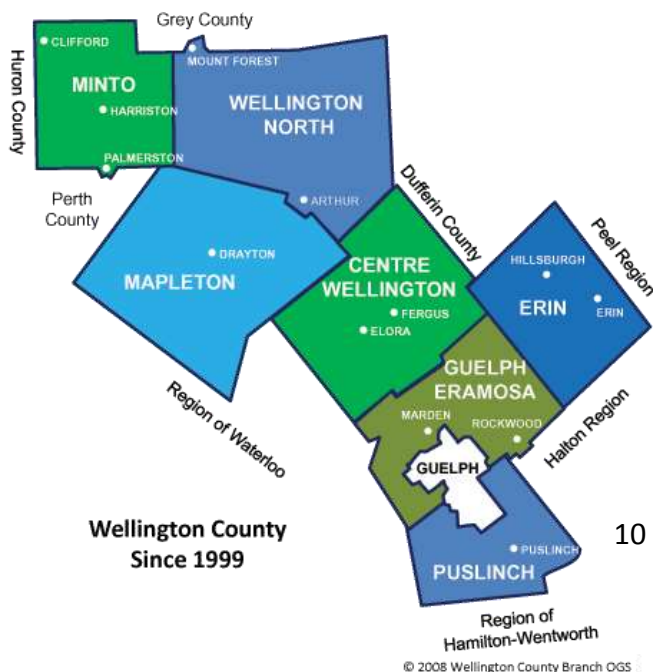 Grey County
CLIFFORD
MOUNT FOREST
Huron County
MINTO
WELLINGTON
NORTH
HARRISTON
PALMERSTON
Perth
County
ARTHUR
Dufferin County
Peel Region
DRAYTON
MAPLETON
CENTRE
WELLINGTON
HILLSBURGH
ERIN
ERIN
FERGUS
ELORA
GUELPH
ERAMOSA
Region of Waterloo
MARDEN
ROCKWOOD
Halton Region
GUELPH
Wellington County
Since 1999
10
PUSLINCH
PUSLINCH
Region of
Hamilton-Wentworth
© 2008 Wellington County Branch OGS